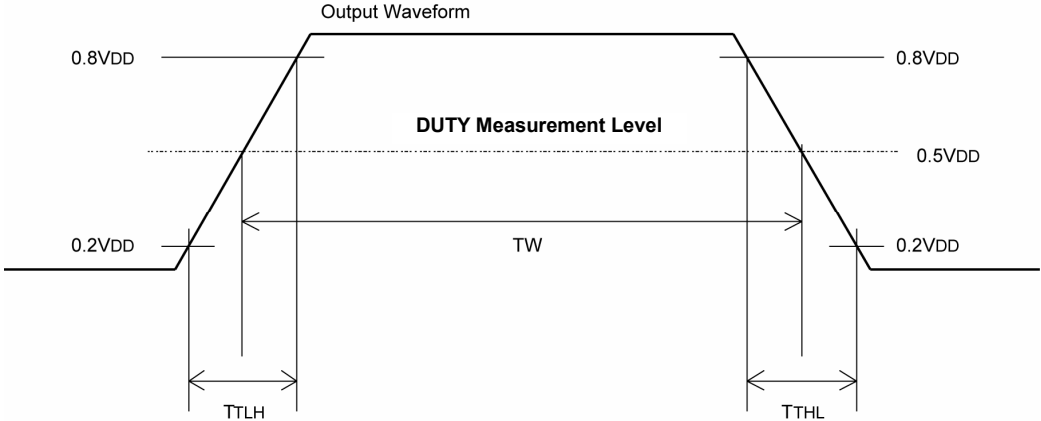 Output Waveform
0.8VDD
0.8VDD
DUTY Measurement Level
0.5VDD
0.2VDD
TW
0.2VDD
TTLH
TTHL